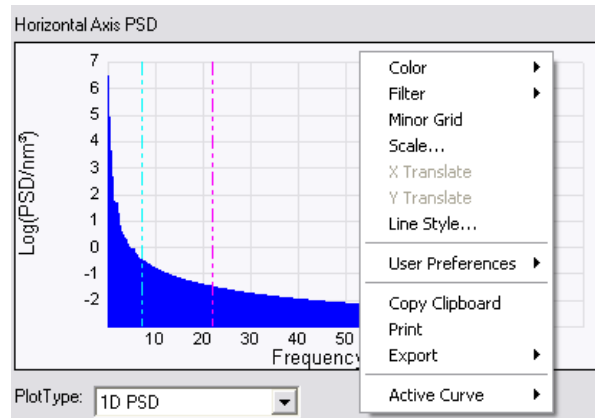 Horizontal Axis PSD
Log(PSD/nm³)
7
6
5
4
3
2
1
0
-1
-2
10 20 30 40 50
Frequency
Color
Filter
Minor Grid
Scale...
X Translate
Y Translate
Line Style...
User Preferences
Copy Clipboard
Print
Export
Active Curve
PlotType: 1D PSD